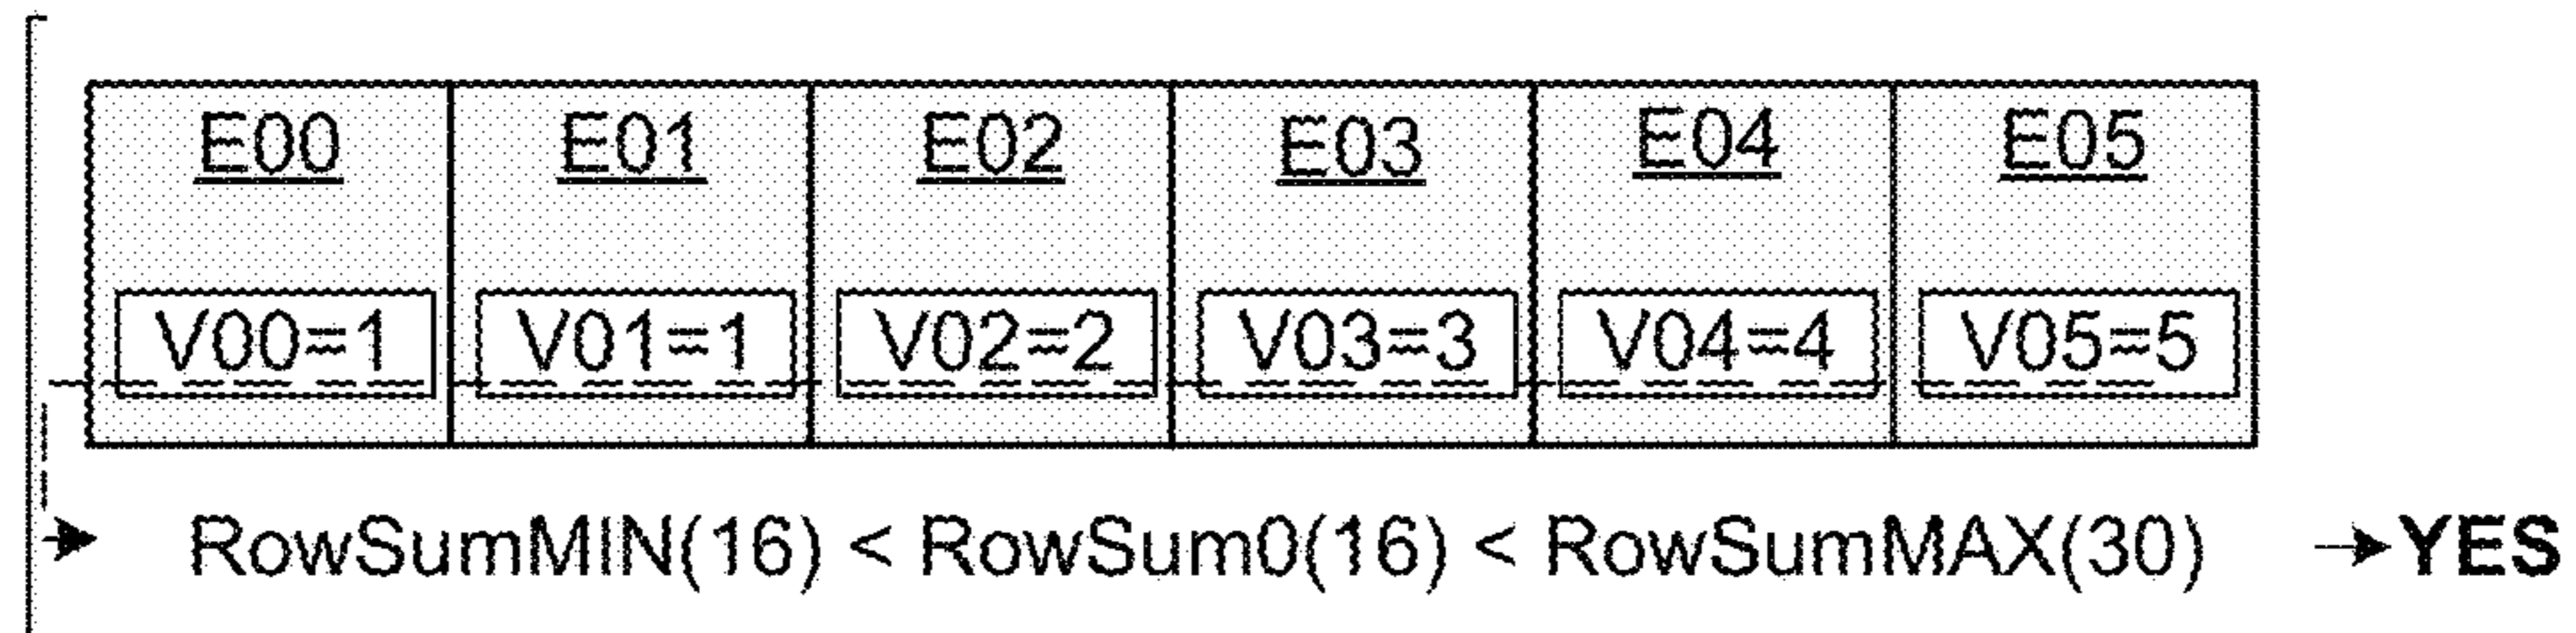 E00 E01 E02 E03 E04 E05
V00=1 V01=1 V02=2 V03=3 V04=4 V05=5
RowSumMIN(16) < RowSum0(16) < RowSumMAX(30) YES